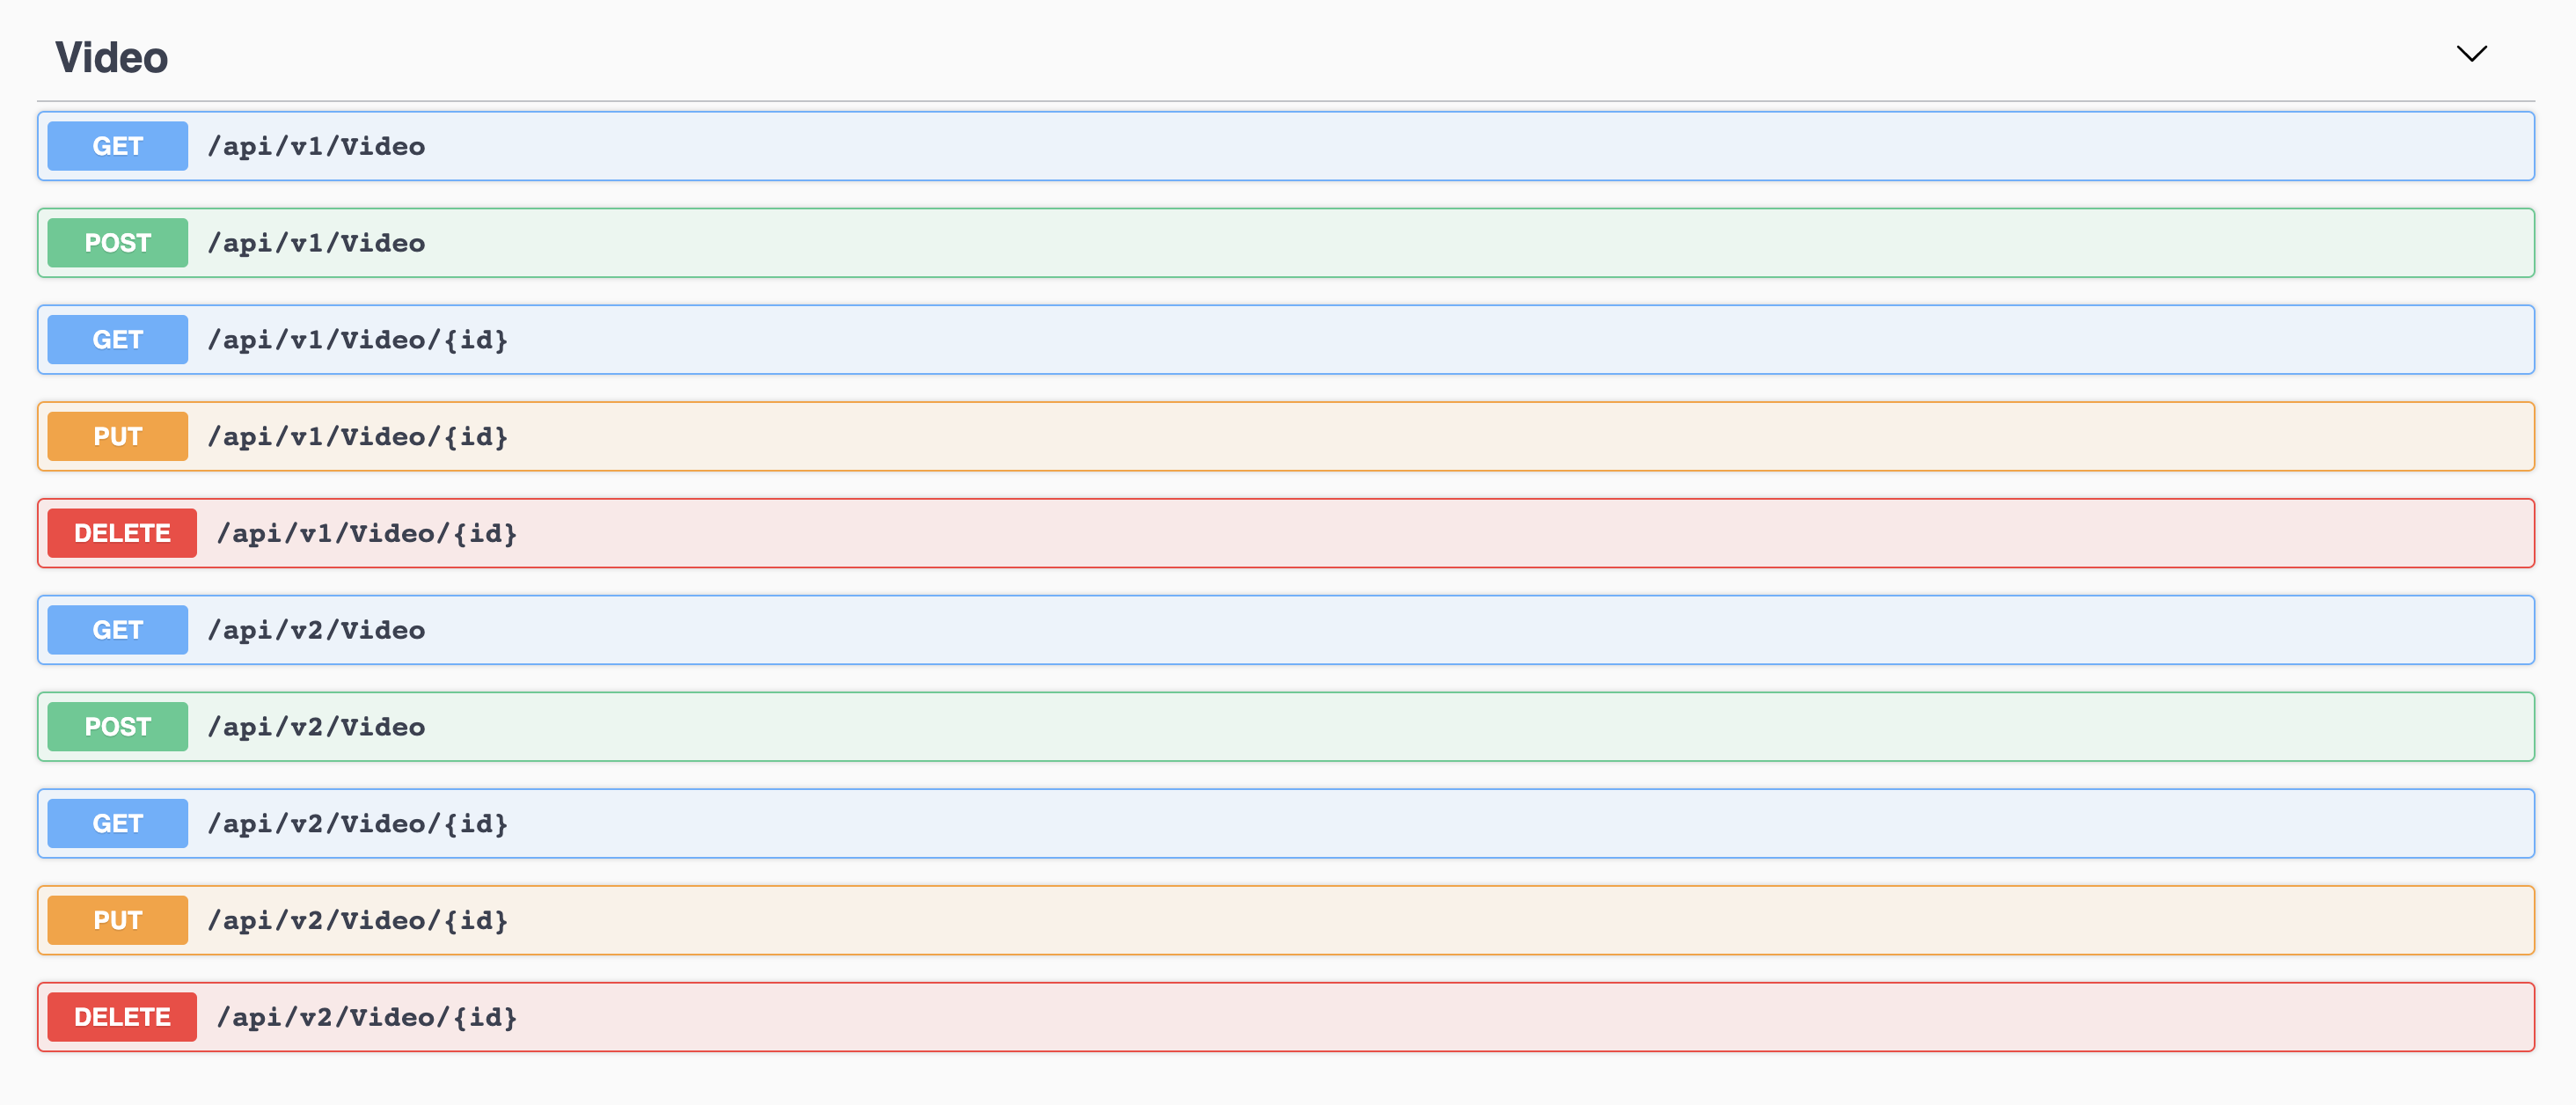 Video
GET /api/v1/Video
POST /api/v1/Video
GET /api/v1/Video/{id}
PUT /api/v1/Video/{id}
DELETE /api/v1/Video/{id}
GET /api/v2/Video
POST /api/v2/Video
GET /api/v2/Video/{id}
PUT /api/v2/Video/{id}
DELETE /api/v2/Video/{id}